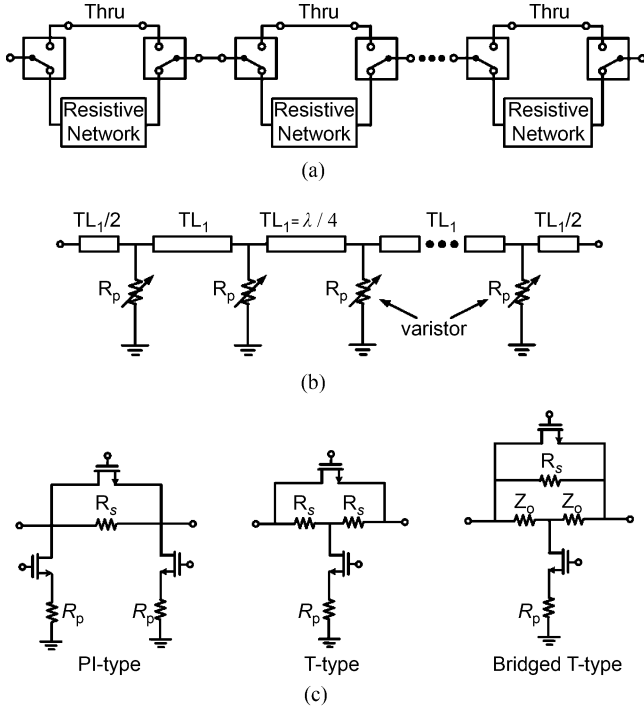 Thru Thru Thru
Resistive Network Resistive Network Resistive Network
(a)
TL₁/2 TL₁ TL₁= λ / 4 TL₁ TL₁/2
Rₚ Rₚ Rₚ Rₚ
varistor
(b)
Rₛ Rₛ Rₛ Rₛ
Zₒ Zₒ
Rₚ Rₚ Rₚ Rₚ
PI-type T-type Bridged T-type
(c)